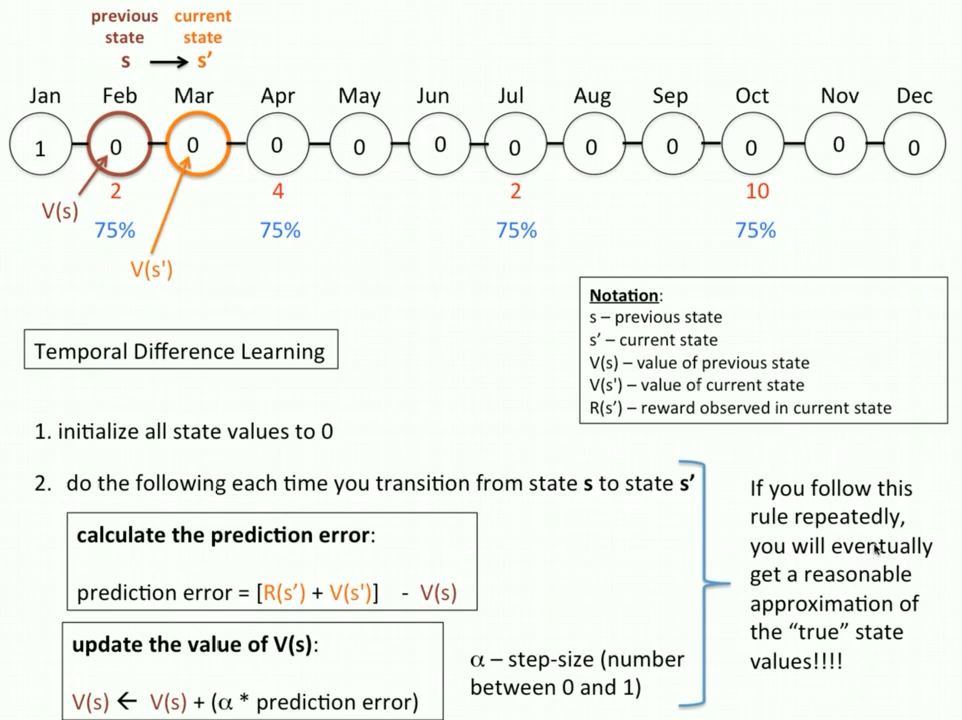 previous current
state state
s s'
Jan Feb Mar Apr May Jun Jul Aug Sep Oct Nov Dec
1 0 0 0 0 0 0 0 0 0 0 0
2 4 2 10
V(s)
75% 75% 75% 75%
V(s')
Notation:
s – previous state
s' – current state
V(s) – value of previous state
V(s') – value of current state
R(s') – reward observed in current state
Temporal Difference Learning
1. initialize all state values to 0
2. do the following each time you transition from state s to state s'
calculate the prediction error:
prediction error = [R(s') + V(s')] - V(s)
update the value of V(s):
V(s) ← V(s) + (α * prediction error)
α – step-size (number
between 0 and 1)
If you follow this
rule repeatedly,
you will eventually
get a reasonable
approximation of
the “true” state
values!!!!